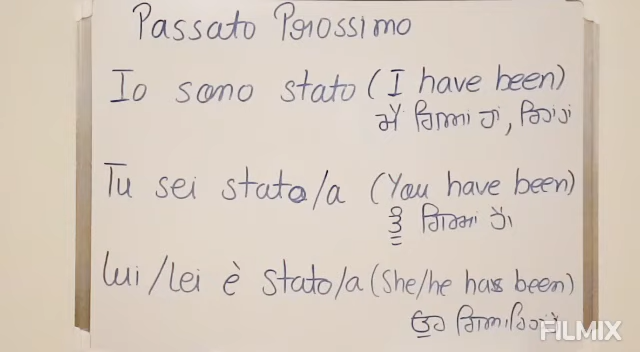 Passato Prossimo
Io sono stato (I have been)
ਮੈਂ ਰਿਆ ਹਾਂ,
Tu sei stato/a (You have been)
ਤੂੰ
lui/lei è stato/a (She/he has been)
ਉਹ
FILMIX